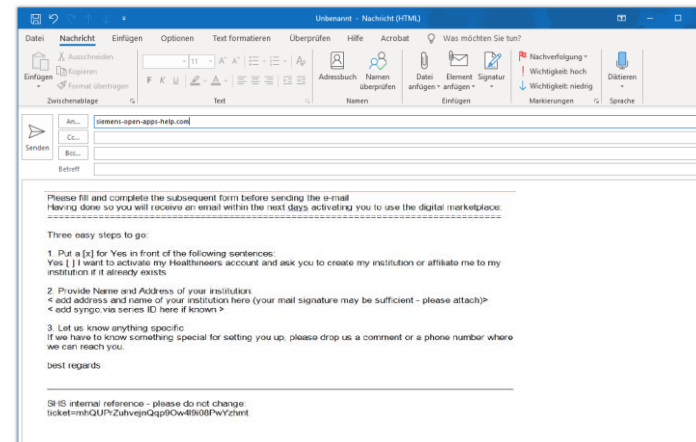 Unbenannt - Nachricht (HTML)
Datei Nachricht Einfügen Optionen Text formatieren Überprüfen Hilfe Acrobat Was möchten Sie tun?
Einfügen
Ausschneiden
Kopieren
Format übertragen
Zwischenablage
11
F K U
Text
Adressbuch
Namen überprüfen
Namen
Datei anfügen
Element anfügen
Signatur
Einfügen
Nachverfolgung
Wichtigkeit: hoch
Wichtigkeit: niedrig
Markierungen
Diktieren
Sprache
Senden
An... siemens-open-apps-help.com
Cc...
Bcc...
Betreff
Please fill and complete the subsequent form before sending the e-mail
Having done so you will receive an email within the next days activating you to use the digital marketplace:
Three easy steps to go:
1. Put a [x] for Yes in front of the following sentences:
Yes [ ] I want to activate my Healthineers account and ask you to create my institution or affiliate me to my
institution if it already exists
2. Provide Name and Address of your institution:
< add address and name of your institution here (your mail signature may be sufficient - please attach)>
< add syngo.via series ID here if known >
3. Let us know anything specific
If we have to know something special for setting you up, please drop us a comment or a phone number where
we can reach you.
best regards
SHS internal reference - please do not change: